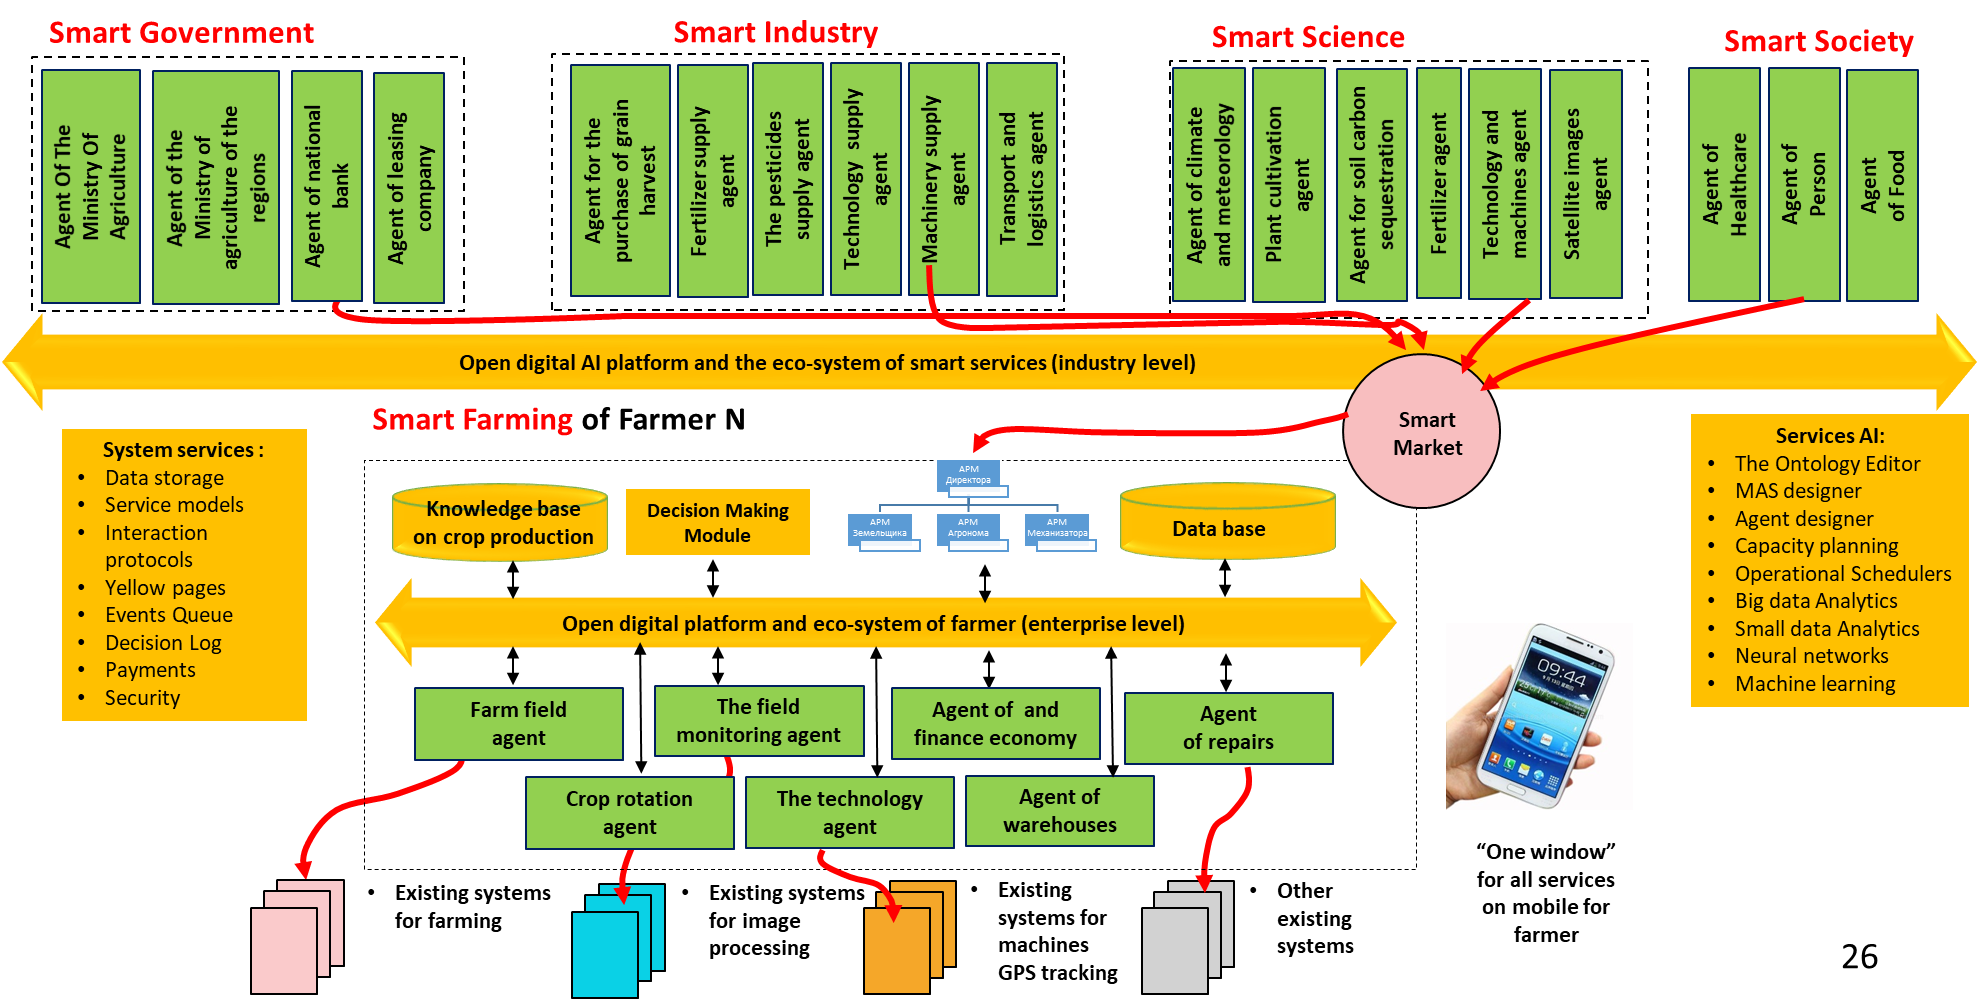 Smart Government
Agent Of The
Ministry Of
Agriculture
Agent of the
Ministry of
agriculture of the
regions
Agent of national
bank
Agent of leasing
company
Smart Industry
Agent for the
purchase of grain
harvest
Fertilizer supply
agent
The pesticides
supply agent
Technology supply
agent
Machinery supply
agent
Transport and
logistics agent
Smart Science
Agent of climate
and meteorology
Plant cultivation
agent
Agent for soil carbon
sequestration
Fertilizer agent
Technology and
machines agent
Satellite images
agent
Smart Society
Agent of
Healthcare
Agent of
Person
Agent
of Food
Open digital AI platform and the eco-system of smart services (industry level)
Smart
Market
Smart Farming of Farmer N
System services :
• Data storage
• Service models
• Interaction
protocols
• Yellow pages
• Events Queue
• Decision Log
• Payments
• Security
Knowledge base
on crop production
Decision Making
Module
АРМ
Директора
АРМ
Земельщика
АРМ
Агронома
АРМ
Механизатора
Data base
Open digital platform and eco-system of farmer (enterprise level)
Farm field
agent
The field
monitoring agent
Agent of and
finance economy
Agent
of repairs
Crop rotation
agent
The technology
agent
Agent of
warehouses
• Existing systems
for farming
• Existing systems
for image
processing
• Existing
systems for
machines
GPS tracking
• Other
existing
systems
Services AI:
• The Ontology Editor
• MAS designer
• Agent designer
• Capacity planning
• Operational Schedulers
• Big data Analytics
• Small data Analytics
• Neural networks
• Machine learning
09:44
“One window”
for all services
on mobile for
farmer
26